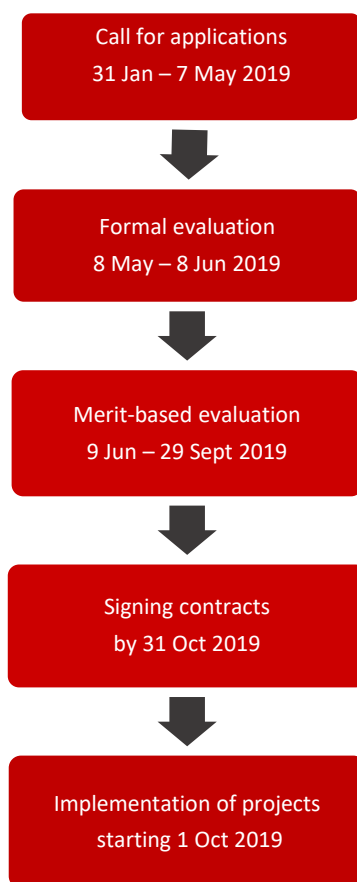 Call for applications
31 Jan – 7 May 2019
Formal evaluation
8 May – 8 Jun 2019
Merit-based evaluation
9 Jun – 29 Sept 2019
Signing contracts
by 31 Oct 2019
Implementation of projects
starting 1 Oct 2019